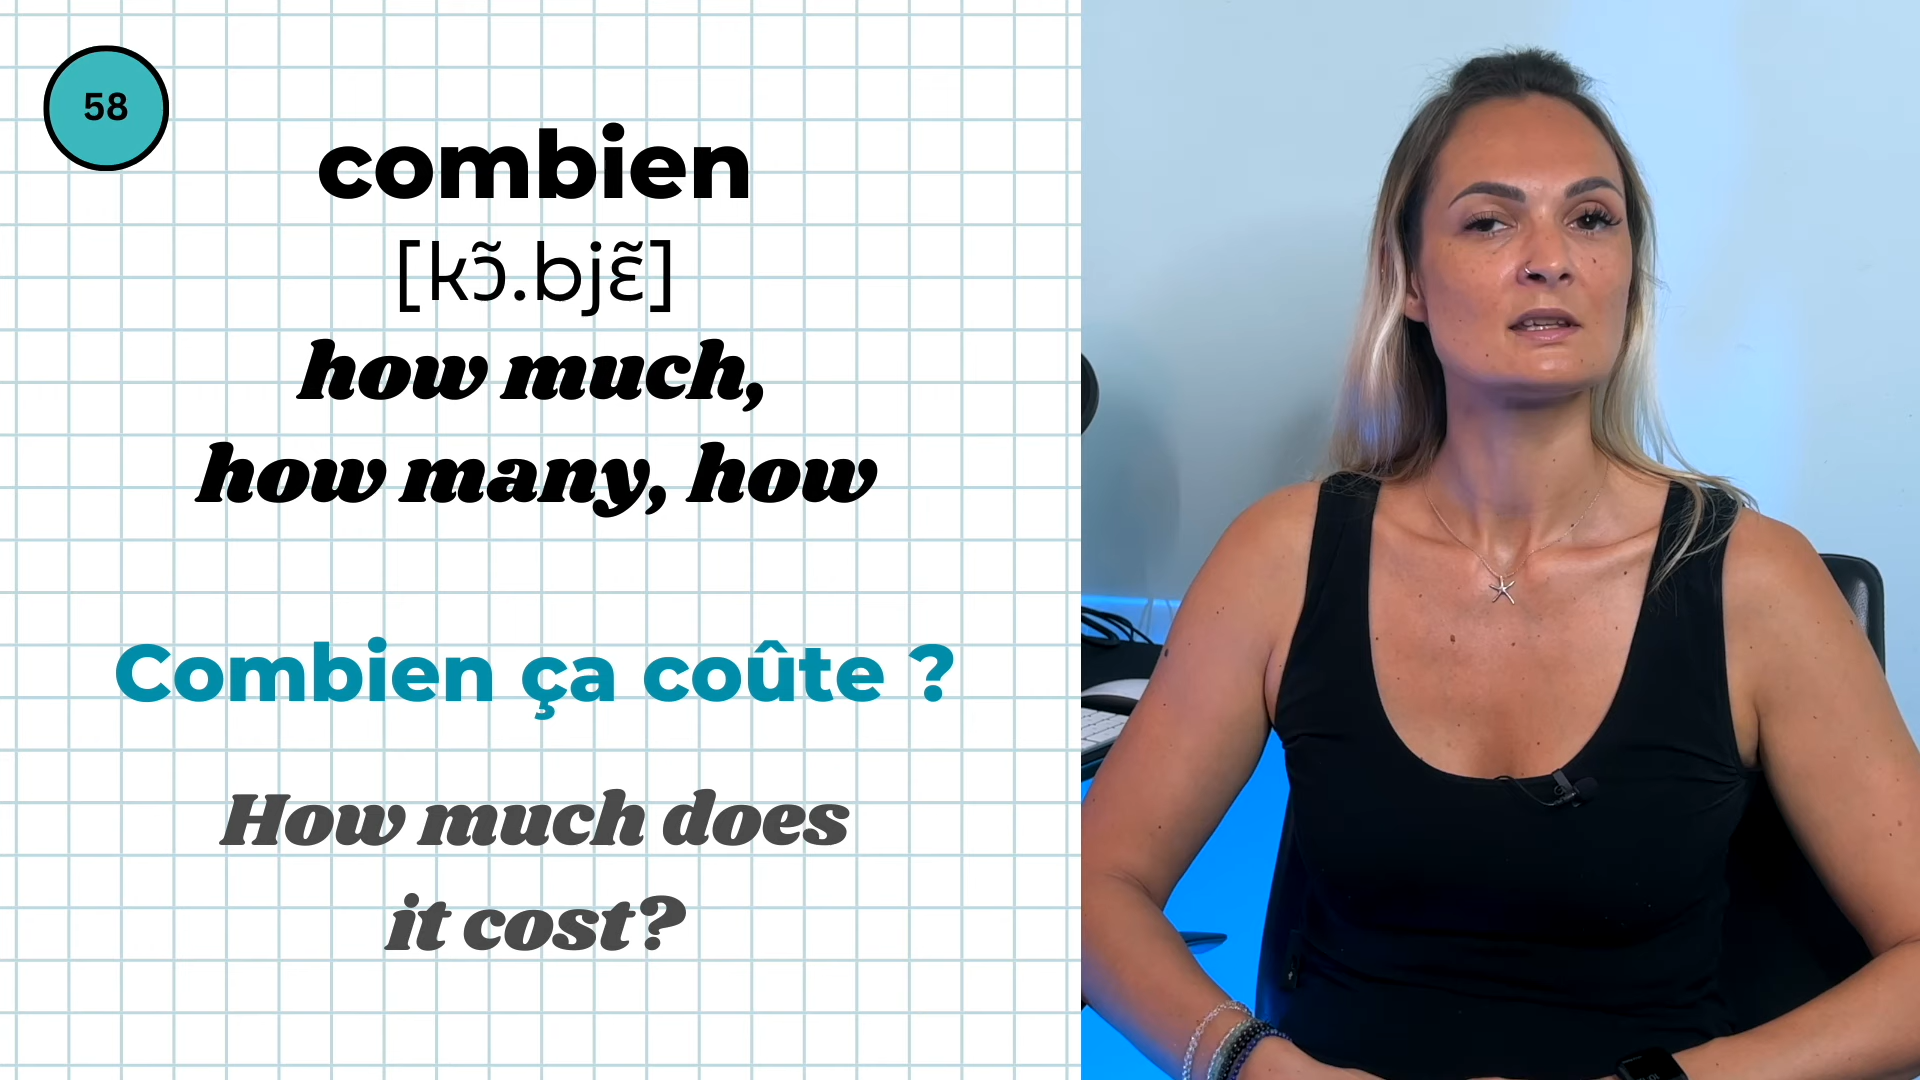 58
combien
[kɔ̃.bjɛ̃]
how much,
how many, how
Combien ça coûte ?
How much does
it cost?